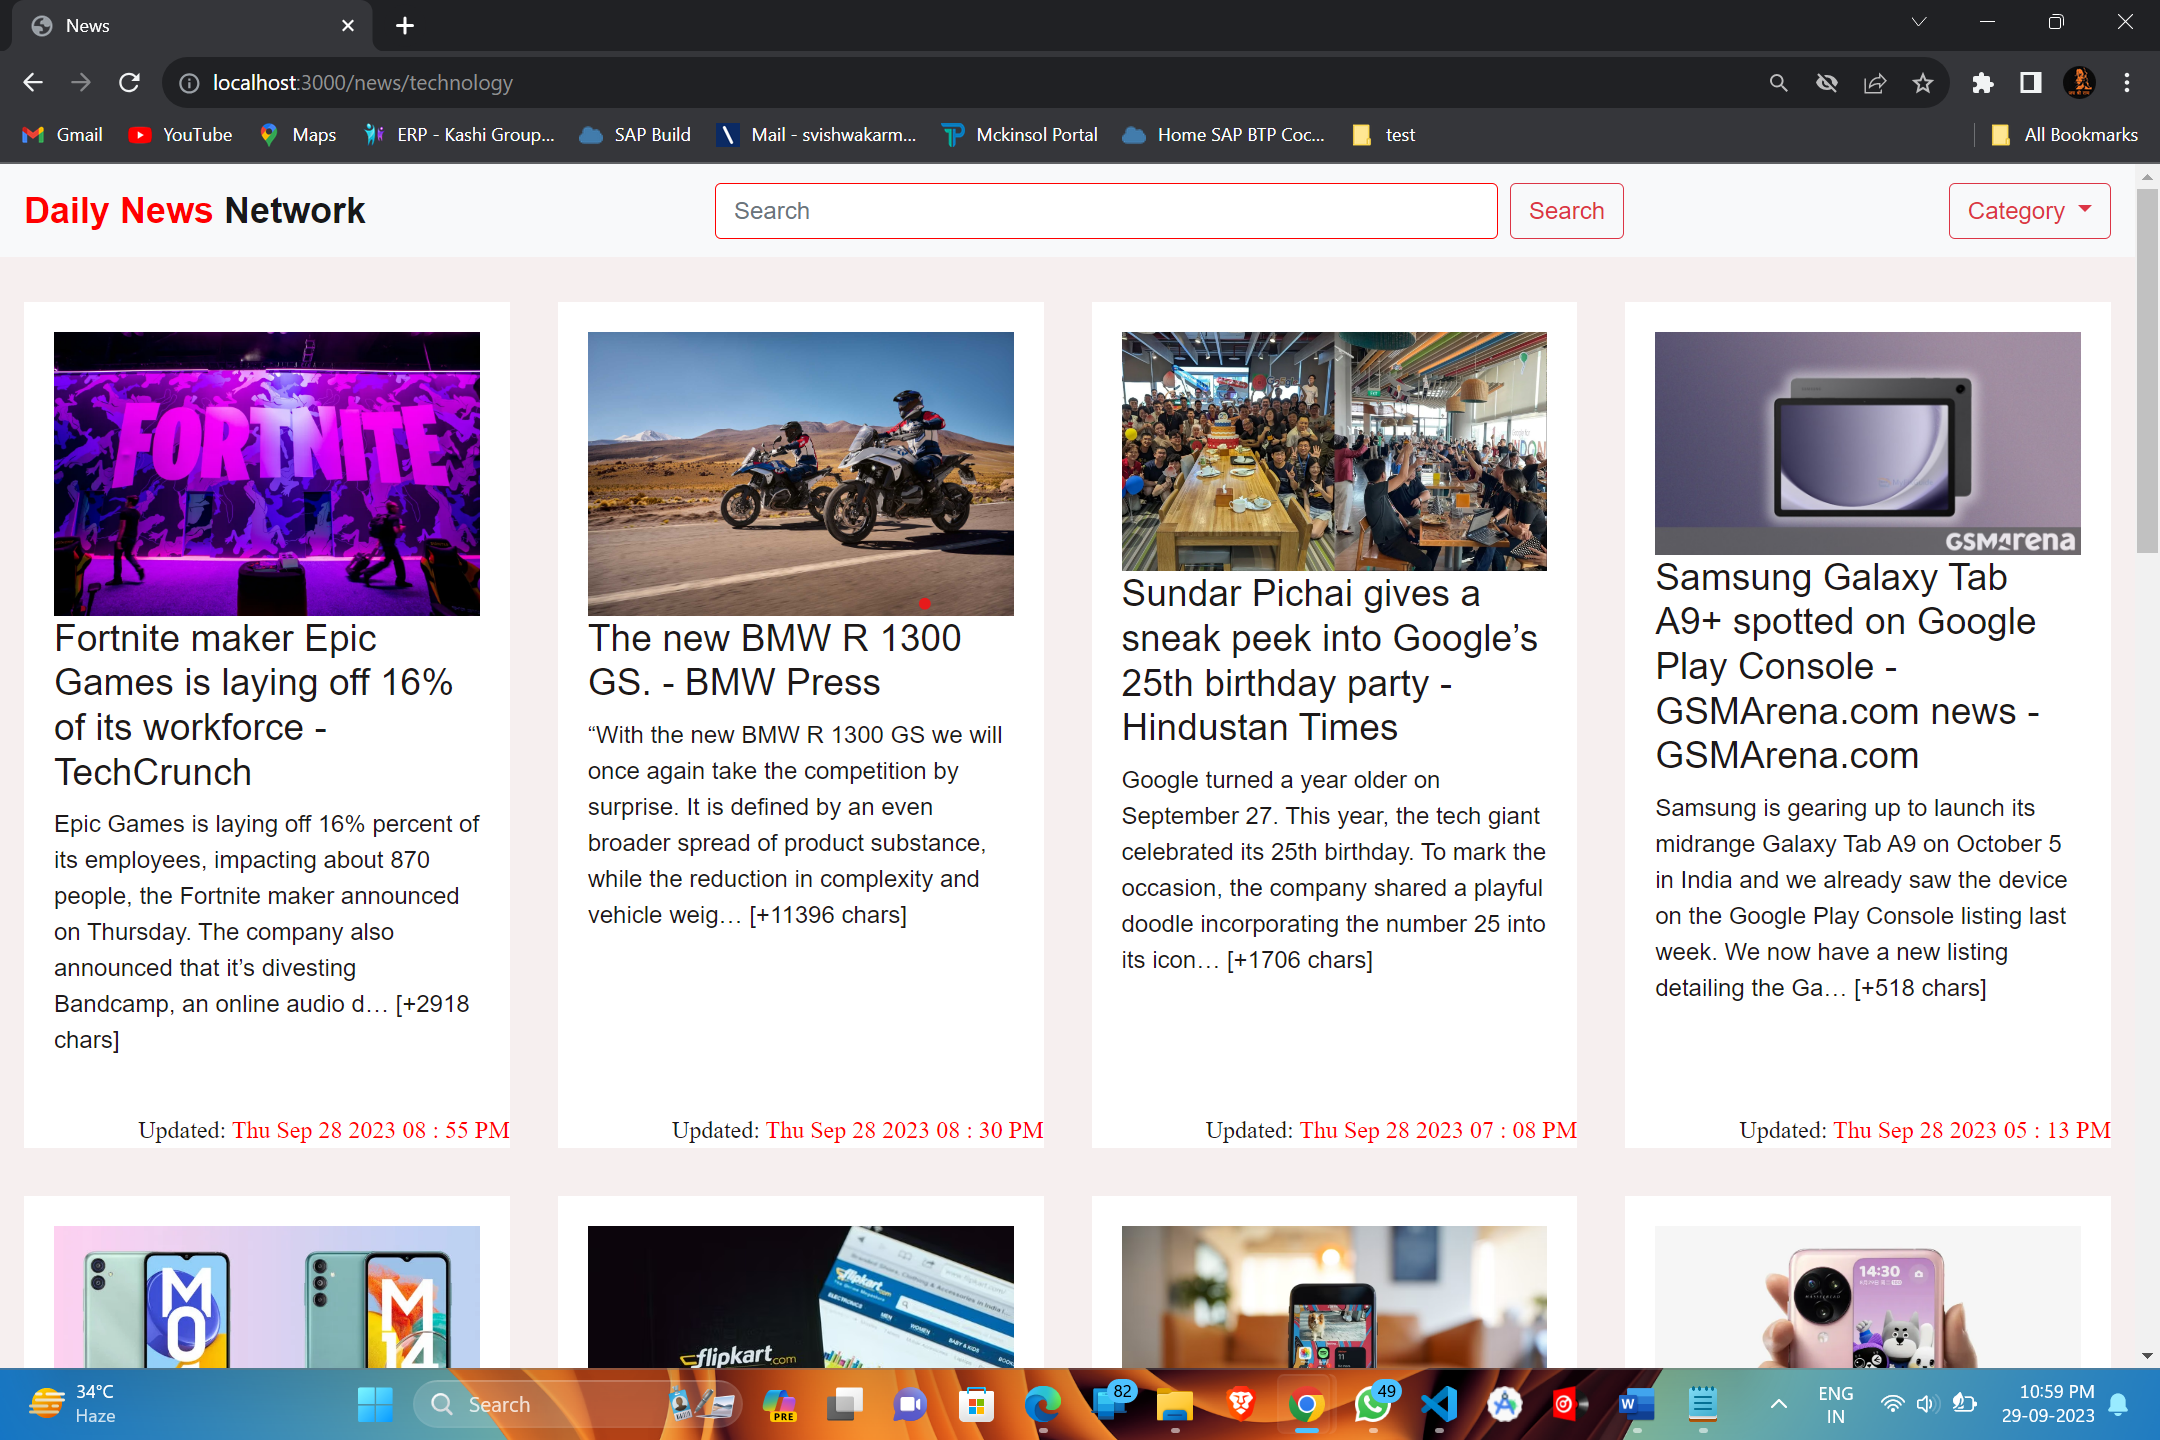 News
localhost:3000/news/technology
Gmail
YouTube
Maps
ERP - Kashi Group...
SAP Build
Mail - svishwakarm...
Mckinsol Portal
Home SAP BTP Coc...
test
All Bookmarks
Daily News Network
Search
Search
Category
FORTNITE
GSMArena
Fortnite maker Epic
Games is laying off 16%
of its workforce -
TechCrunch
Epic Games is laying off 16% percent of
its employees, impacting about 870
people, the Fortnite maker announced
on Thursday. The company also
announced that it’s divesting
Bandcamp, an online audio d… [+2918
chars]
Updated: Thu Sep 28 2023 08 : 55 PM
The new BMW R 1300
GS. - BMW Press
“With the new BMW R 1300 GS we will
once again take the competition by
surprise. It is defined by an even
broader spread of product substance,
while the reduction in complexity and
vehicle weig… [+11396 chars]
Updated: Thu Sep 28 2023 08 : 30 PM
Sundar Pichai gives a
sneak peek into Google’s
25th birthday party -
Hindustan Times
Google turned a year older on
September 27. This year, the tech giant
celebrated its 25th birthday. To mark the
occasion, the company shared a playful
doodle incorporating the number 25 into
its icon… [+1706 chars]
Updated: Thu Sep 28 2023 07 : 08 PM
Samsung Galaxy Tab
A9+ spotted on Google
Play Console -
GSMArena.com news -
GSMArena.com
Samsung is gearing up to launch its
midrange Galaxy Tab A9 on October 5
in India and we already saw the device
on the Google Play Console listing last
week. We now have a new listing
detailing the Ga… [+518 chars]
Updated: Thu Sep 28 2023 05 : 13 PM
M
14
flipkart.com
flipkart.com
ELECTRONICS
MEN
WOMEN
BABY & KIDS
11
14:30
34°C
Haze
Search
PRE
82
49
ENG
IN
10:59 PM
29-09-2023